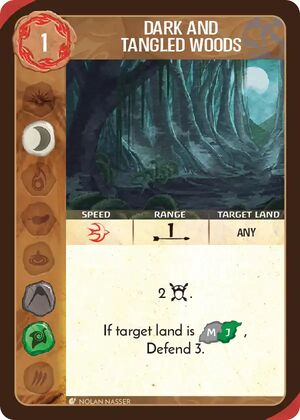 1
DARK AND
TANGLED WOODS
SPEED
RANGE
TARGET LAND
1
ANY
2 .
If target land is M J ,
Defend 3.
NOLAN NASSER